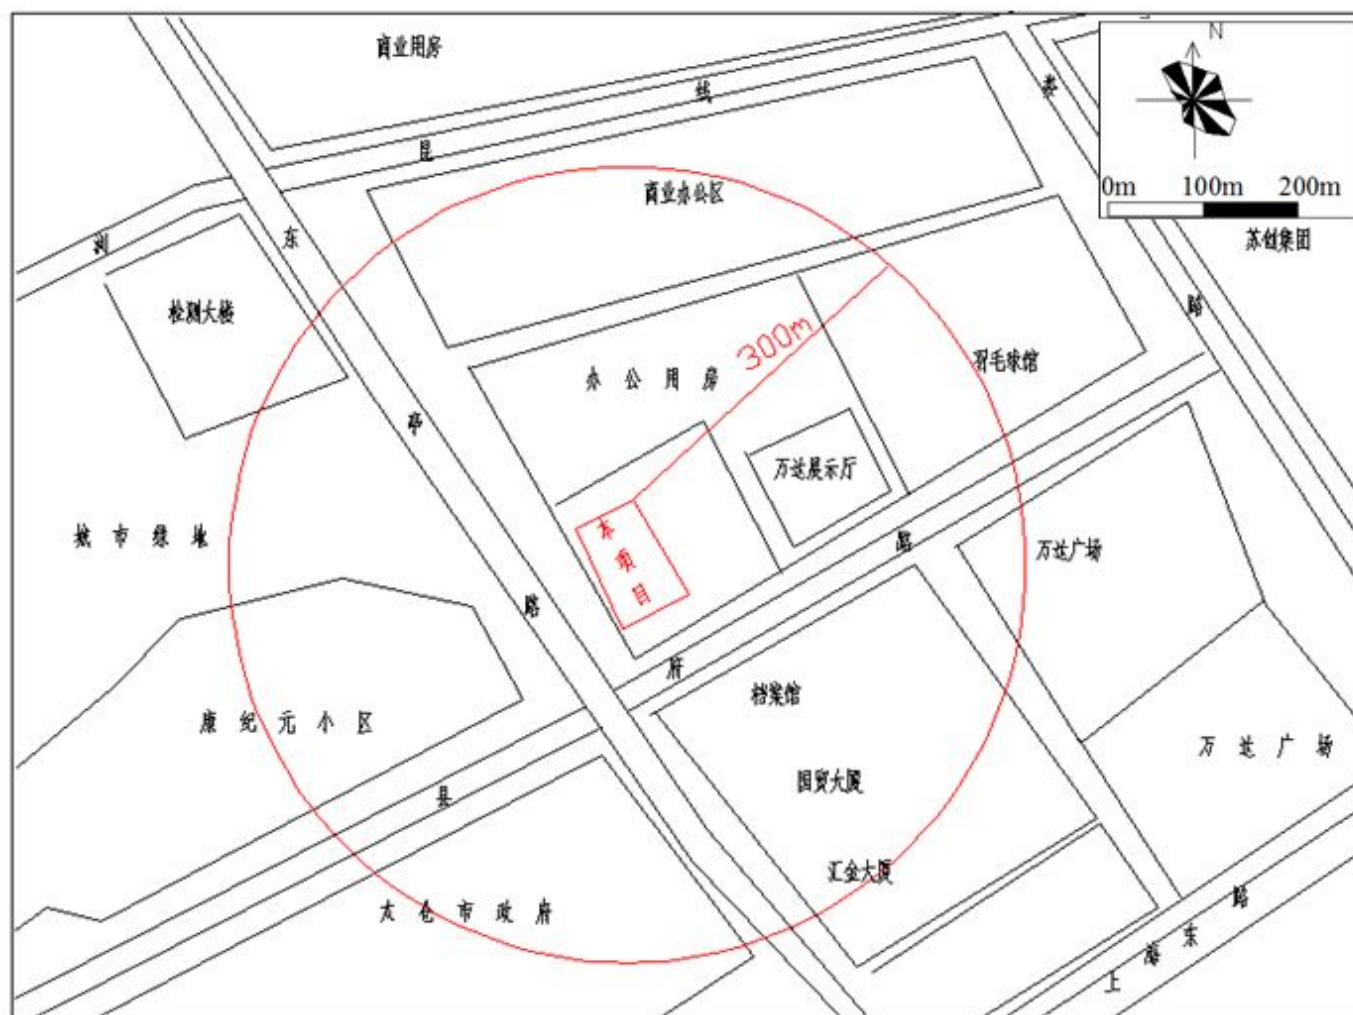 商业用房
N
0m 100m 200m
浏昆线
娄
路
苏创集团
商业办公区
检测大楼
东亭路
300m
办公用房
羽毛球馆
万达展示厅
本项目
城市绿地
万达广场
县府路
档案馆
康纪元小区
国贸大厦
万达广场
汇金大厦
太仓市政府
上海东路